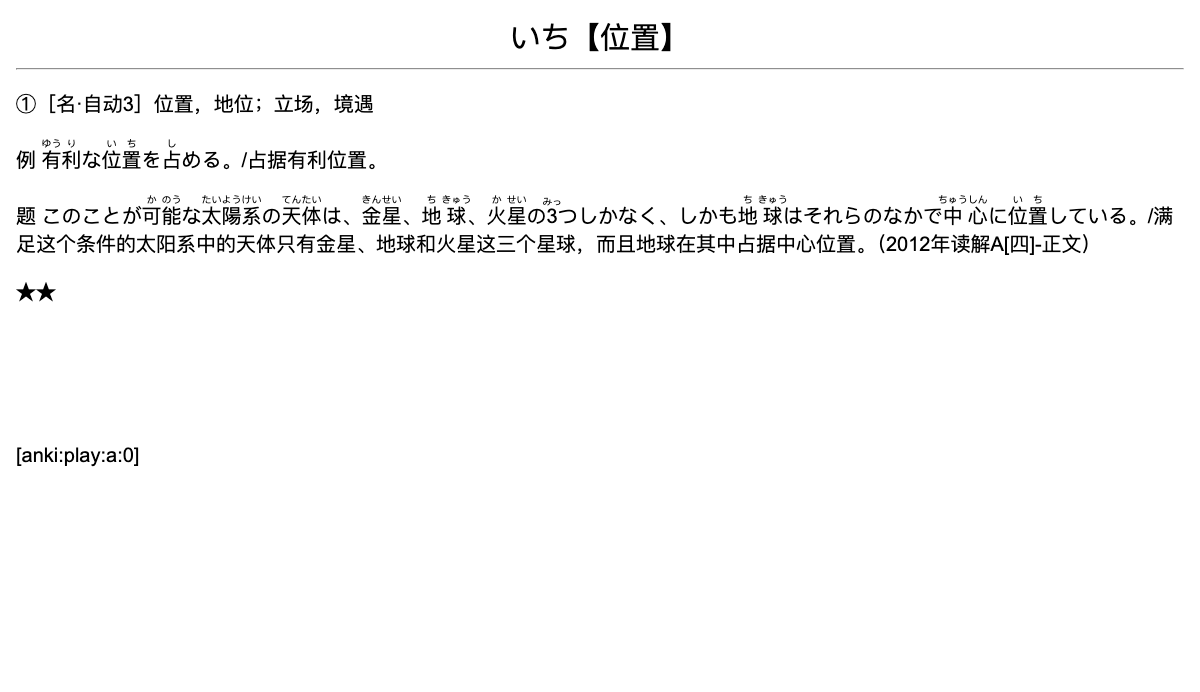 いち【位置】
①［名·自动3］位置，地位；立场，境遇
例 有利な位置を占める。/占据有利位置。
题 このことが可能な太陽系の天体は、金星、地球、火星の3つしかなく、しかも地球はそれらのなかで中心に位置している。/满
足这个条件的太阳系中的天体只有金星、地球和火星这三个星球，而且地球在其中占据中心位置。（2012年读解A[四]-正文）
★★
[anki:play:a:0]